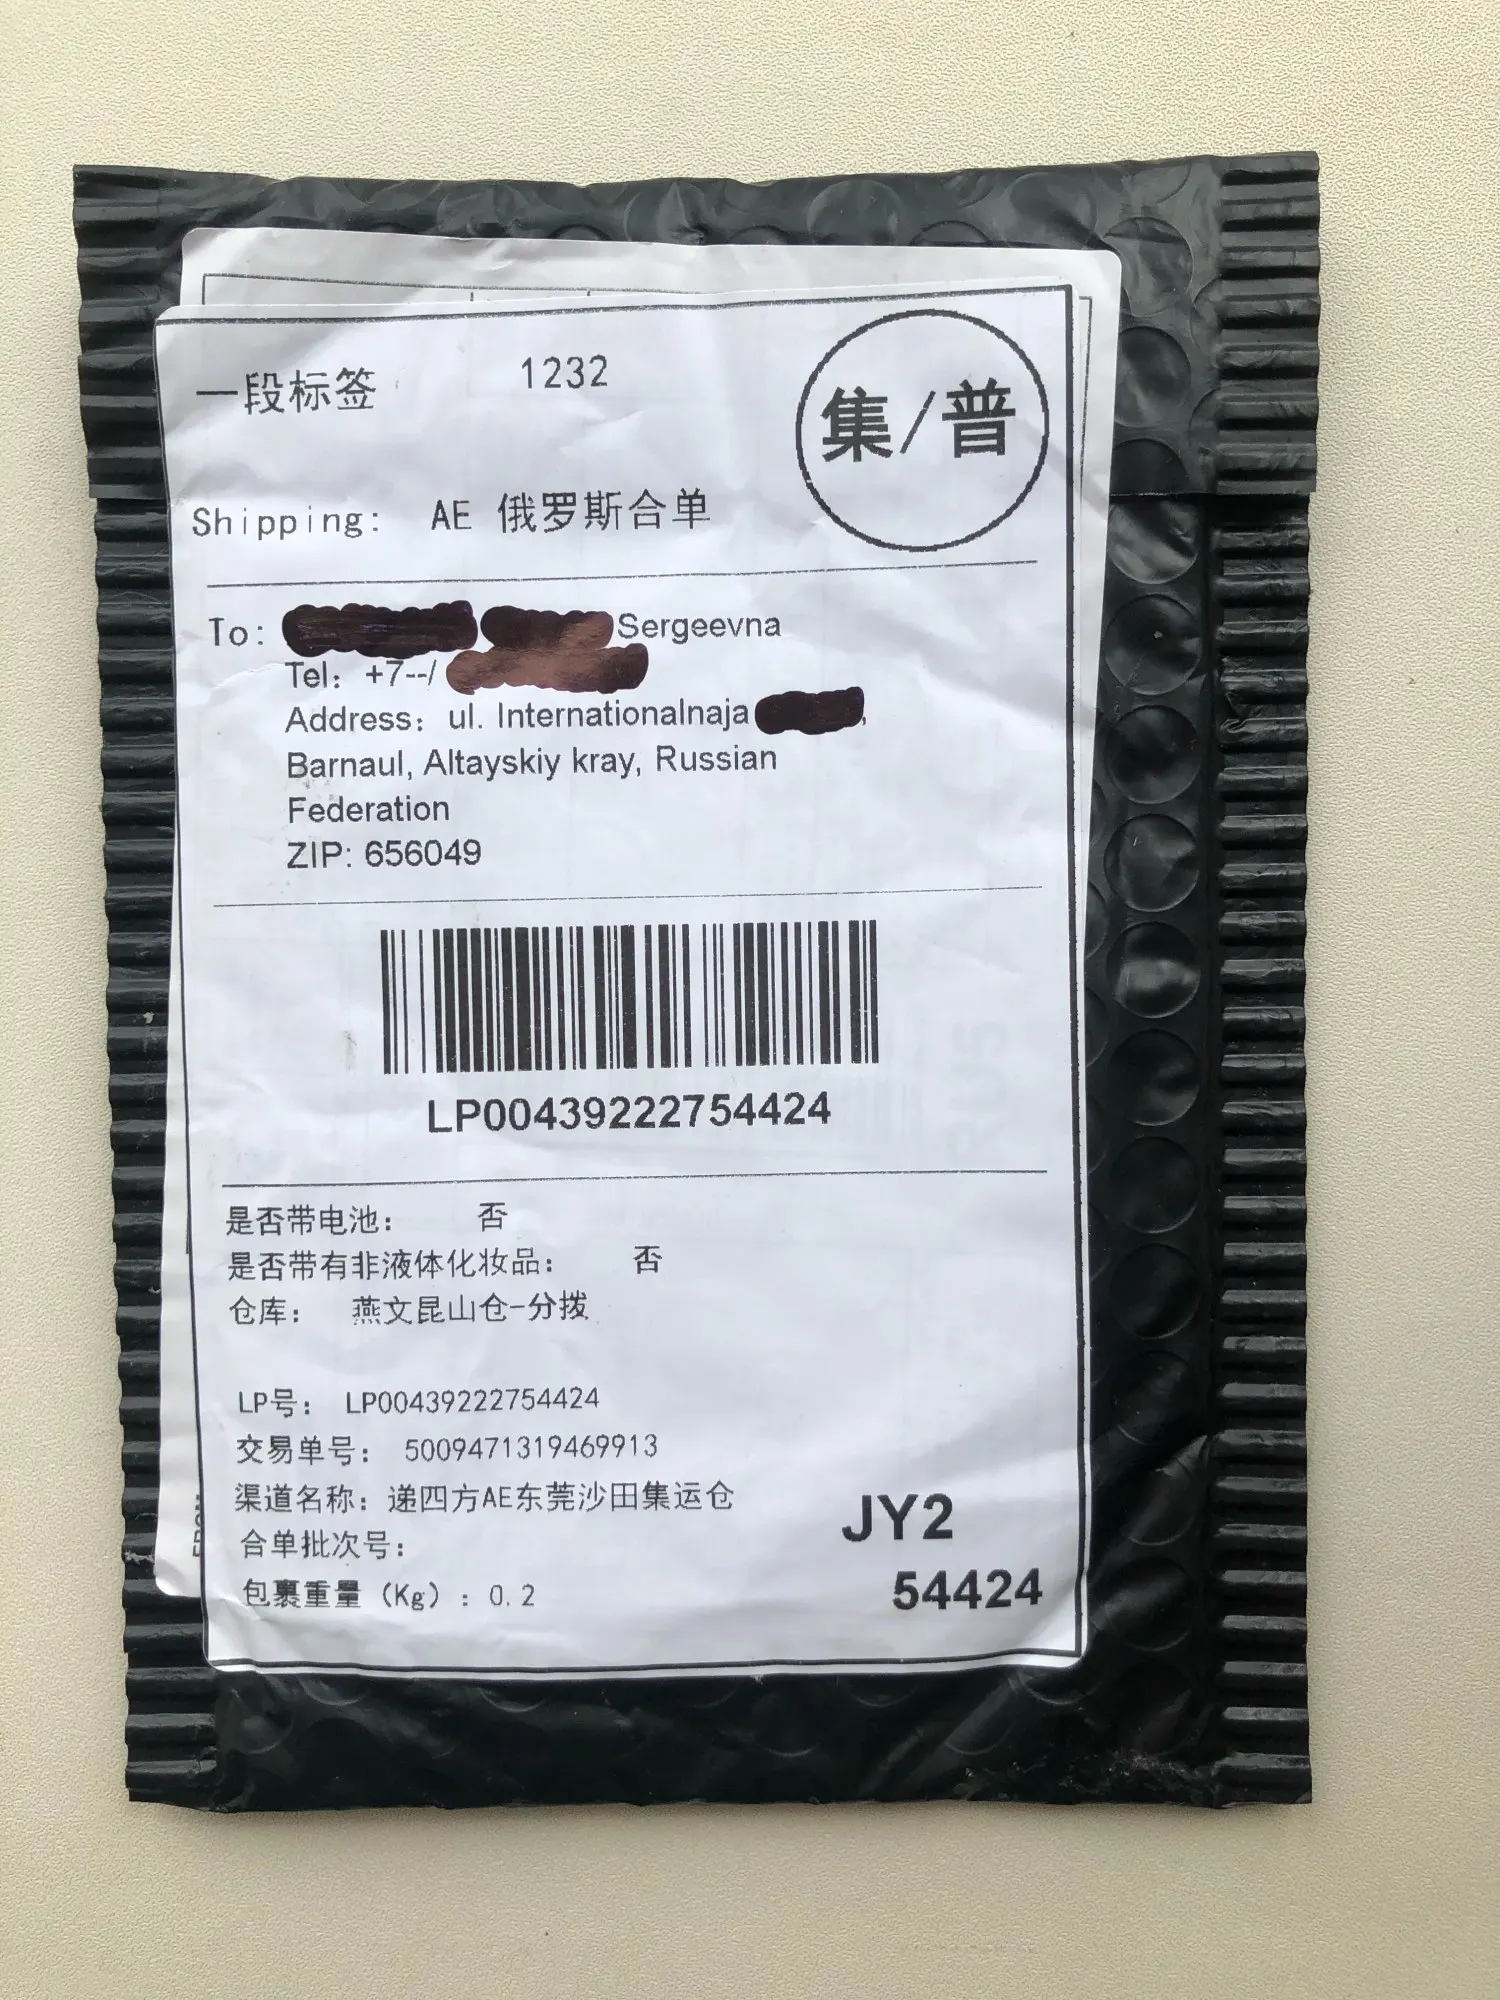 一段标签 1232
集/普
Shipping: AE 俄罗斯合单
To: Sergeevna
Tel: +7--/
Address: ul. Internationalnaja ,
Barnaul, Altayskiy kray, Russian
Federation
ZIP: 656049
LP00439222754424
是否带电池: 否
是否带有非液体化妆品: 否
仓库: 燕文昆山仓-分拨
LP号: LP00439222754424
交易单号: 5009471319469913
渠道名称: 递四方AE东莞沙田集运仓
合单批次号:
包裹重量 (Kg) : 0.2
JY2
54424